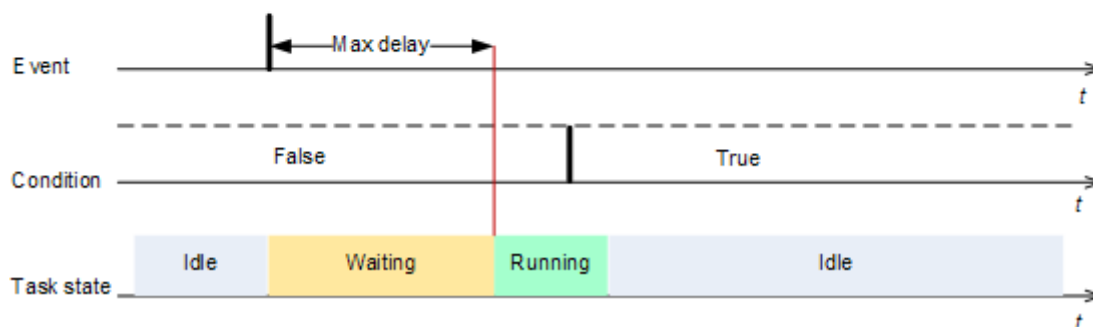 Max delay
Event
t
False True
Condition
t
Idle Waiting Running Idle
Task state
t